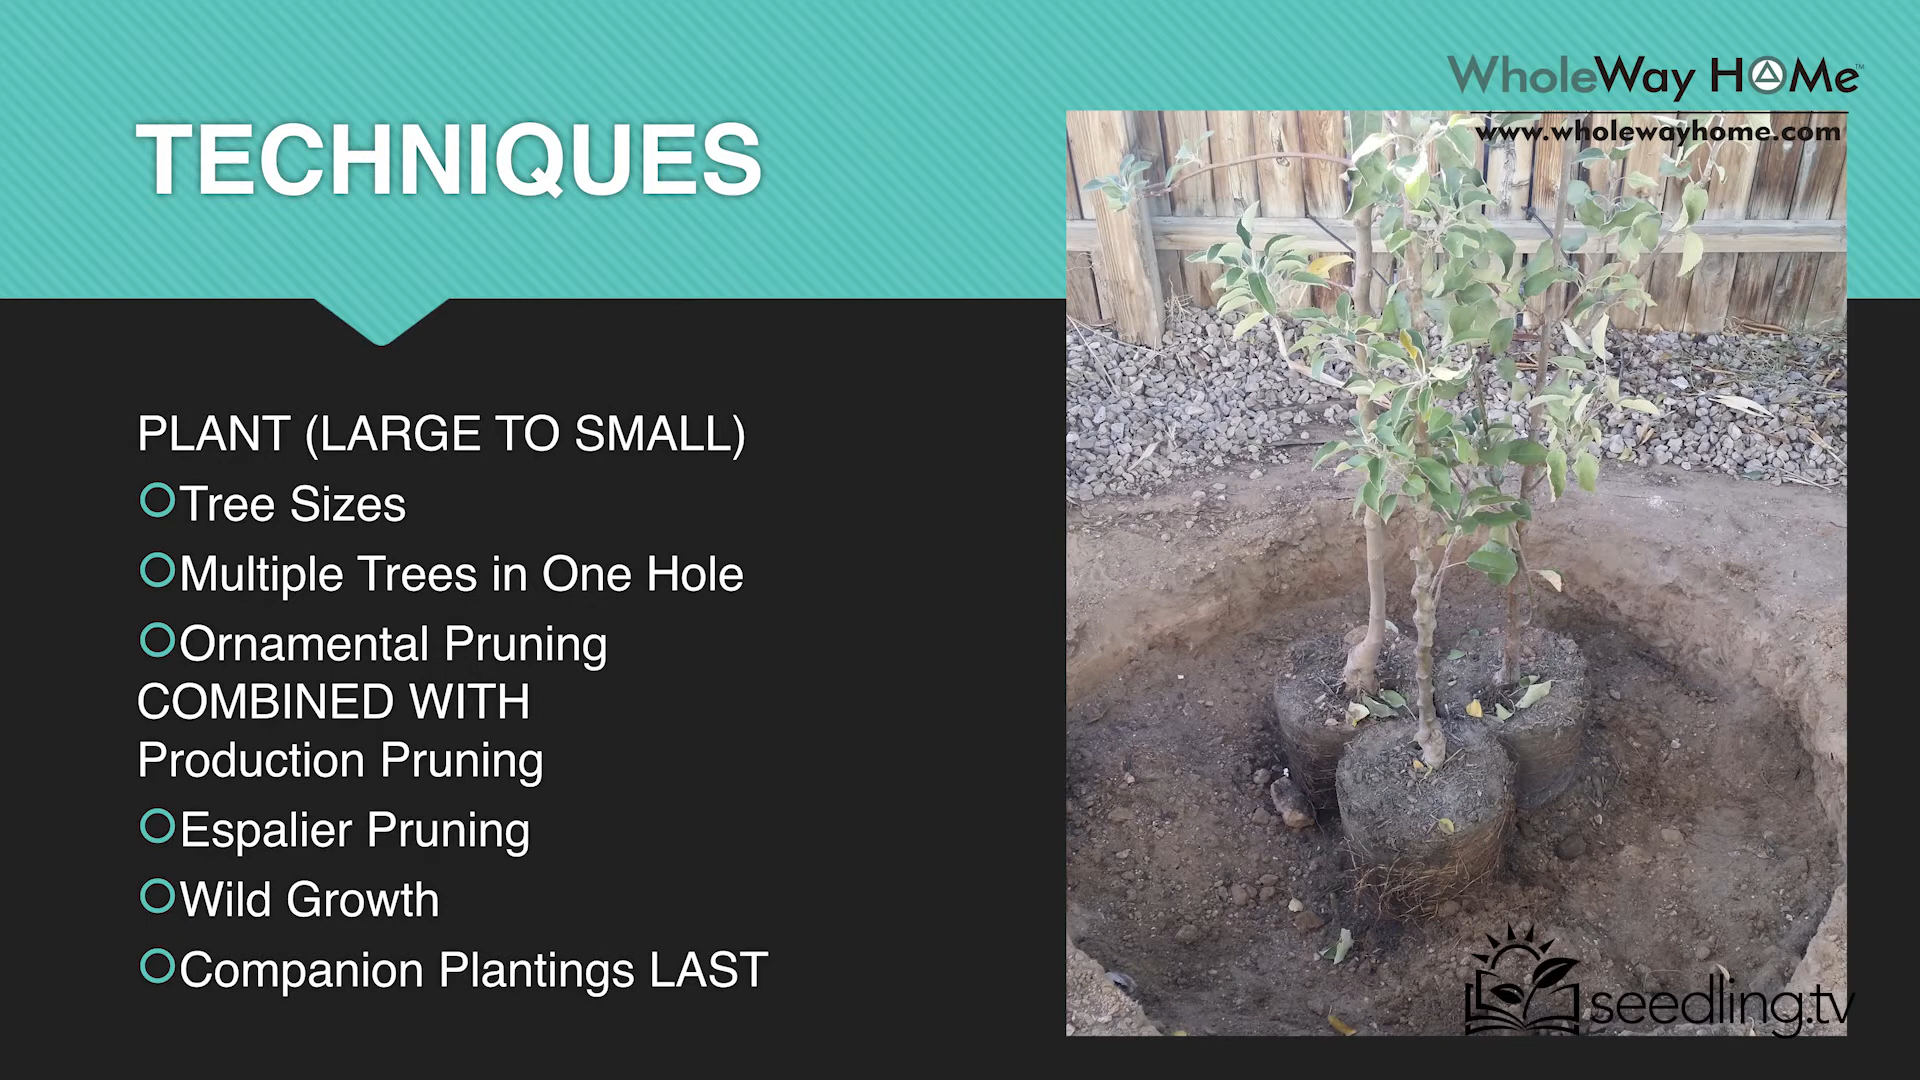 WholeWay HOMe™
www.wholewayhome.com
TECHNIQUES
PLANT (LARGE TO SMALL)
Tree Sizes
Multiple Trees in One Hole
Ornamental Pruning
COMBINED WITH
Production Pruning
Espalier Pruning
Wild Growth
Companion Plantings LAST
seedling.tv